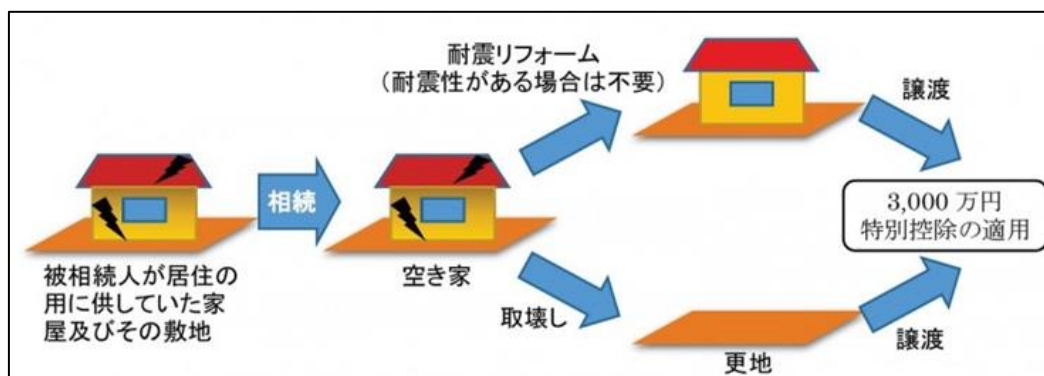 耐震リフォーム
(耐震性がある場合は不要)
譲渡
相続
3,000 万円
特別控除の適用
被相続人が居住の
用に供していた家
屋及びその敷地
空き家
取壊し
更地
譲渡